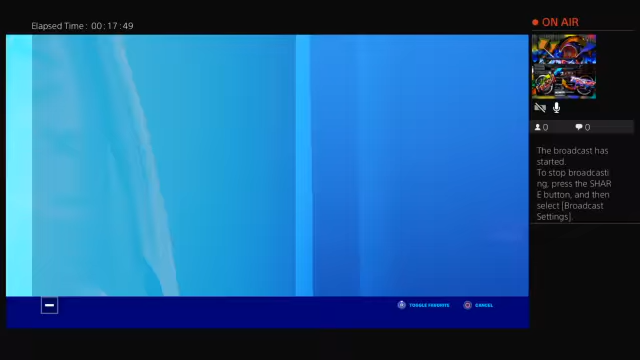 Elapsed Time : 00:17:49
ON AIR
0
0
The broadcast has
started.
To stop broadcasti
ng, press the SHAR
E button, and then
select [Broadcast
Settings].
TOGGLE FAVORITE
CANCEL